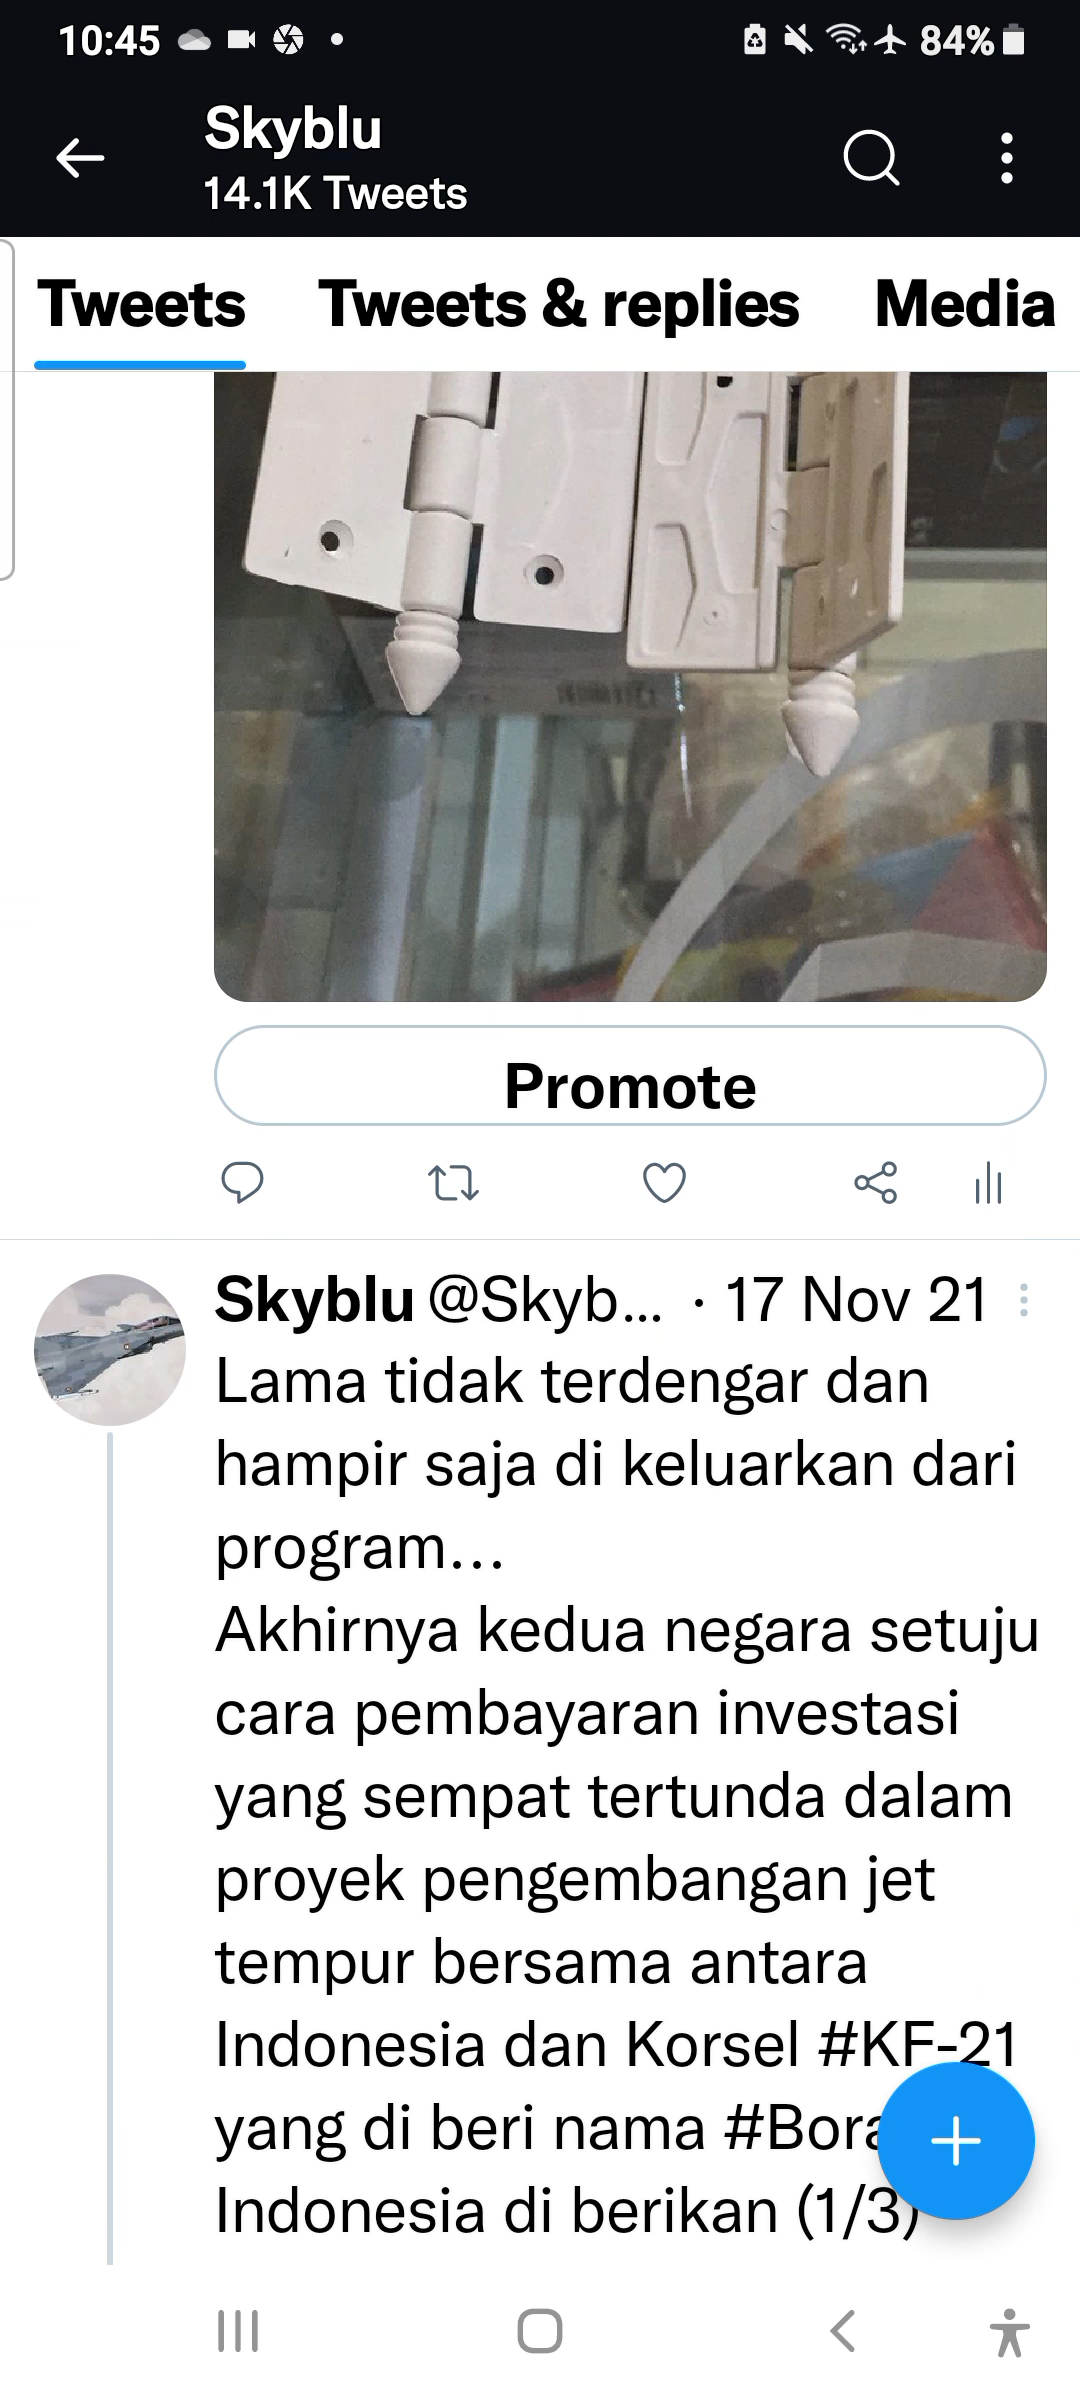 10:45
84%
Skyblu
14.1K Tweets
Tweets Tweets & replies Media
Promote
Skyblu @Skyb... · 17 Nov 21
Lama tidak terdengar dan
hampir saja di keluarkan dari
program...
Akhirnya kedua negara setuju
cara pembayaran investasi
yang sempat tertunda dalam
proyek pengembangan jet
tempur bersama antara
Indonesia dan Korsel #KF-21
yang di beri nama
Indonesia di berikan (1/3)